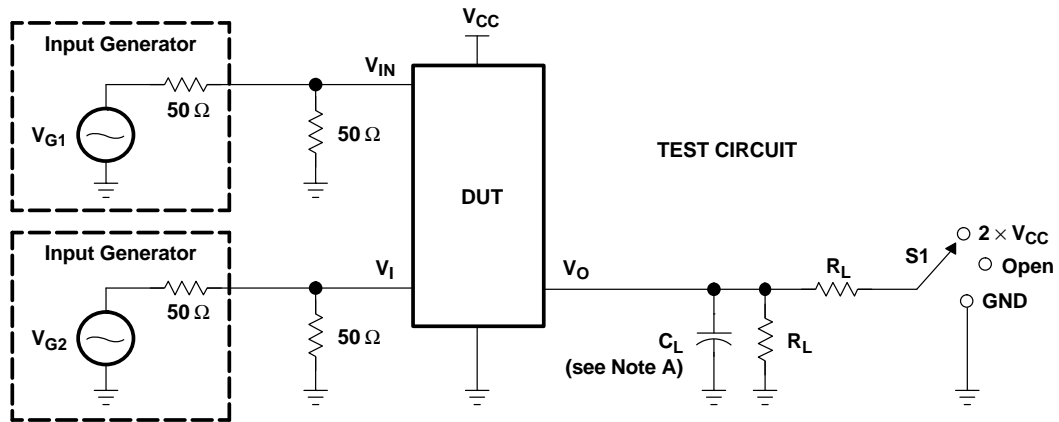 Input Generator
VG1
50 Ω
50 Ω
VIN
VCC
DUT
TEST CIRCUIT
Input Generator
VG2
50 Ω
50 Ω
VI
VO
CL
(see Note A)
RL
RL
S1
2 × VCC
Open
GND